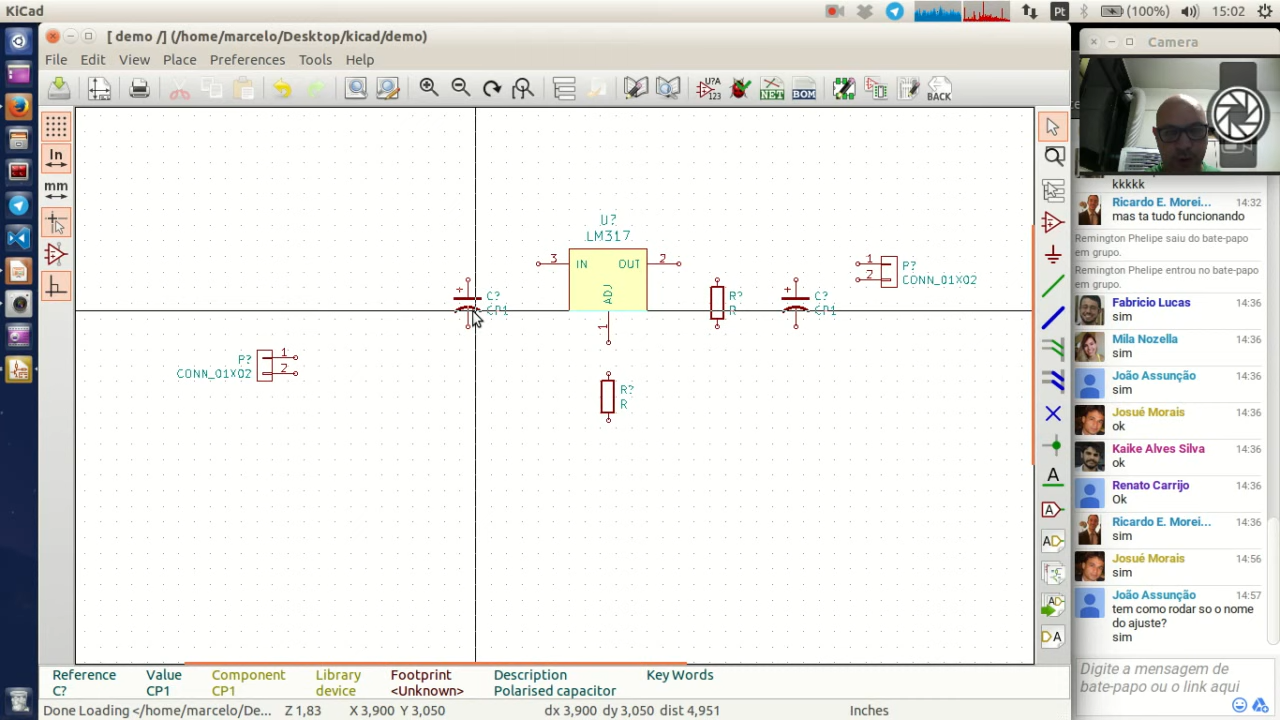 KiCad
Pt
(100%)
15:02
[ demo /] (/home/marcelo/Desktop/kicad/demo)
File Edit View Place Preferences Tools Help
NET
BOM
BACK
In
mm
U?
LM317
3
IN
OUT
2
ADJ
1
C?
CP1
R?
R
C?
CP1
1
2
P?
CONN_01X02
P?
CONN_01X02
1
2
R?
R
Camera
kkkkk
Ricardo E. Morei... 14:32
mas ta tudo funcionando
Remington Phelipe saiu do bate-papo
em grupo.
Remington Phelipe entrou no bate-papo
em grupo.
Fabricio Lucas 14:36
sim
Mila Nozella 14:36
sim
João Assunção 14:36
sim
Josué Morais 14:36
ok
Kaike Alves Silva 14:36
ok
Renato Carrijo 14:36
Ok
Ricardo E. Morei... 14:36
sim
Josué Morais 14:56
sim
João Assunção 14:57
tem como rodar so o nome
do ajuste?
sim
Digite a mensagem de
bate-papo ou o link aqui
Reference Value Component Library Footprint Description Key Words
C? CP1 CP1 device <Unknown> Polarised capacitor
Done Loading </home/marcelo/De... Z 1,83 X 3,900 Y 3,050 dx 3,900 dy 3,050 dist 4,951 Inches